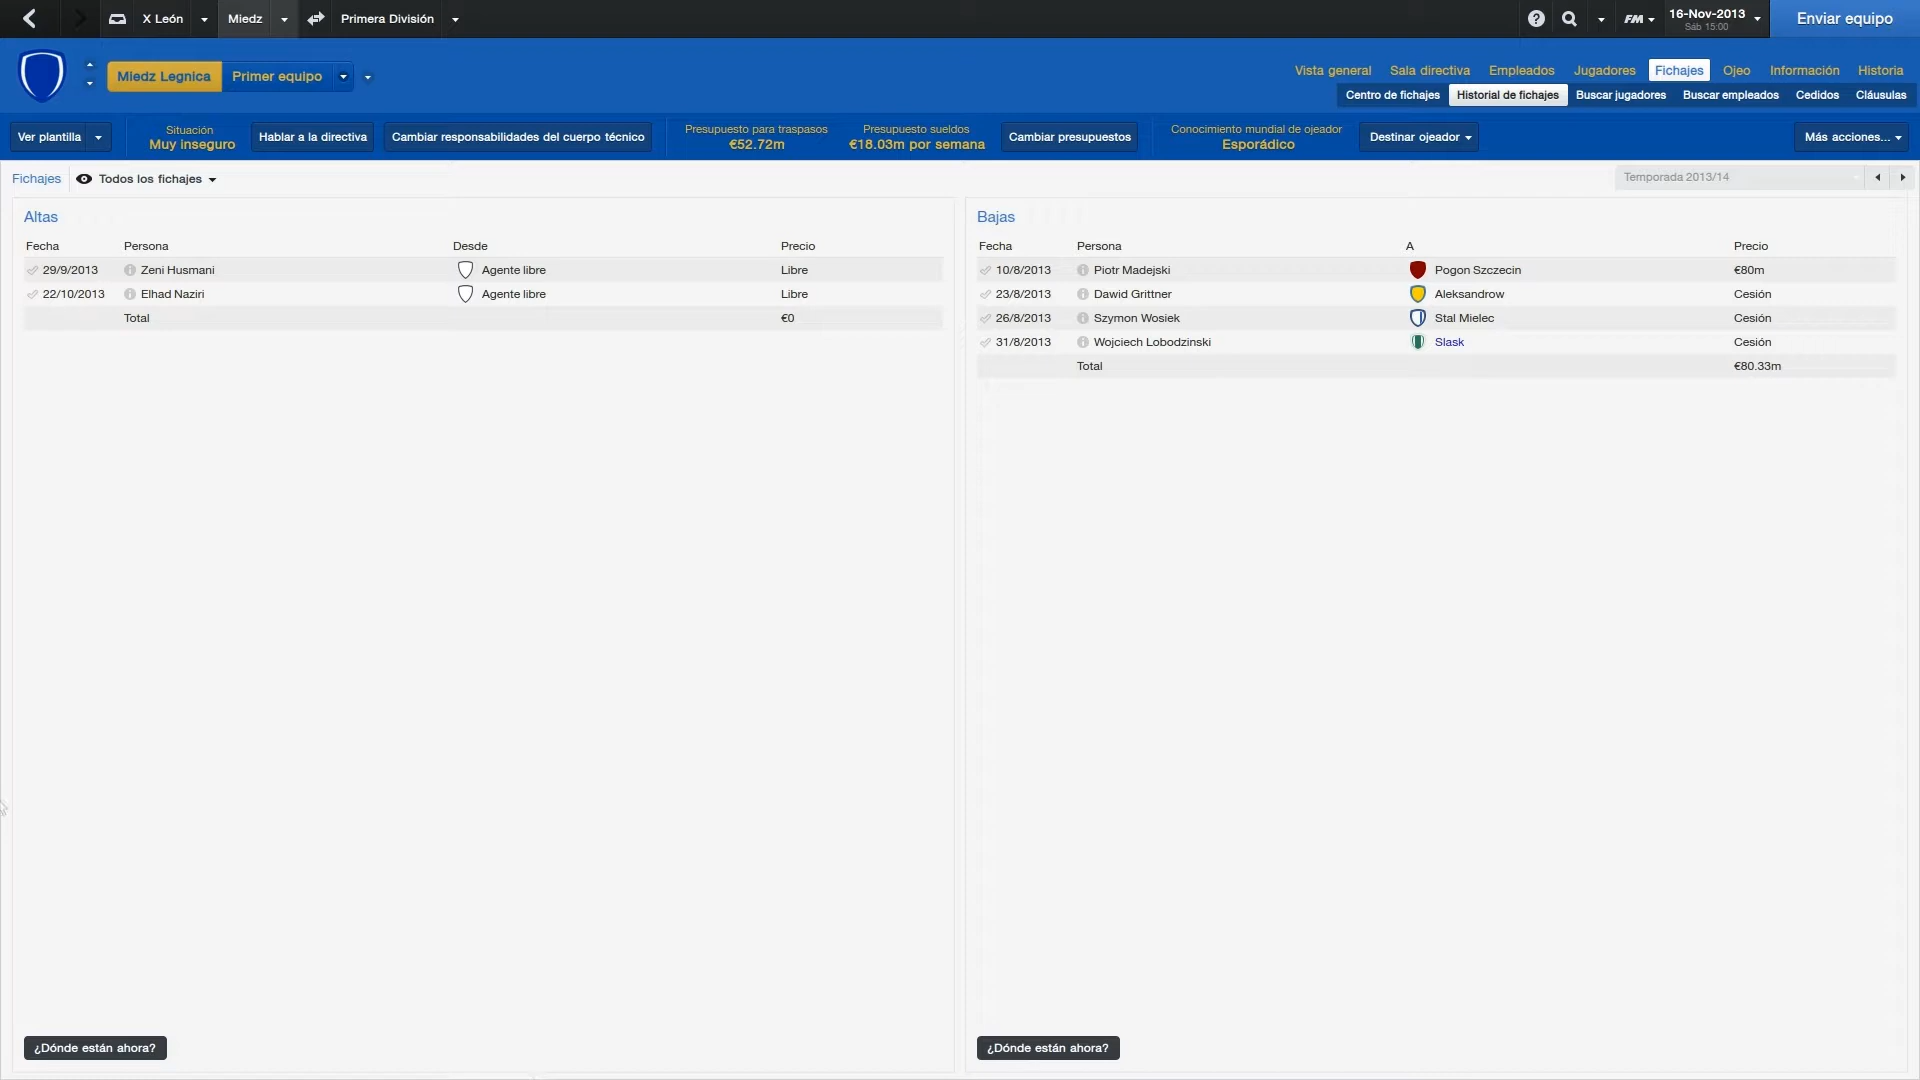 X León Miedz Primera División FM 16-Nov-2013 Enviar equipo
Sáb 15:00
Miedz Legnica Primer equipo
Vista general Sala directiva Empleados Jugadores Fichajes Ojeo Información Historia
Centro de fichajes Historial de fichajes Buscar jugadores Buscar empleados Cedidos Cláusulas
Ver plantilla
Situación
Muy inseguro
Hablar a la directiva
Cambiar responsabilidades del cuerpo técnico
Presupuesto para traspasos
€52.72m
Presupuesto sueldos
€18.03m por semana
Cambiar presupuestos
Conocimiento mundial de ojeador
Esporádico
Destinar ojeador
Más acciones...
Fichajes Todos los fichajes
Temporada 2013/14
Altas
Fecha Persona Desde Precio
29/9/2013 Zeni Husmani Agente libre Libre
22/10/2013 Elhad Naziri Agente libre Libre
Total €0
¿Dónde están ahora?
Bajas
Fecha Persona A Precio
10/8/2013 Piotr Madejski Pogon Szczecin €80m
23/8/2013 Dawid Grittner Aleksandrow Cesión
26/8/2013 Szymon Wosiek Stal Mielec Cesión
31/8/2013 Wojciech Lobodzinski Slask Cesión
Total €80.33m
¿Dónde están ahora?